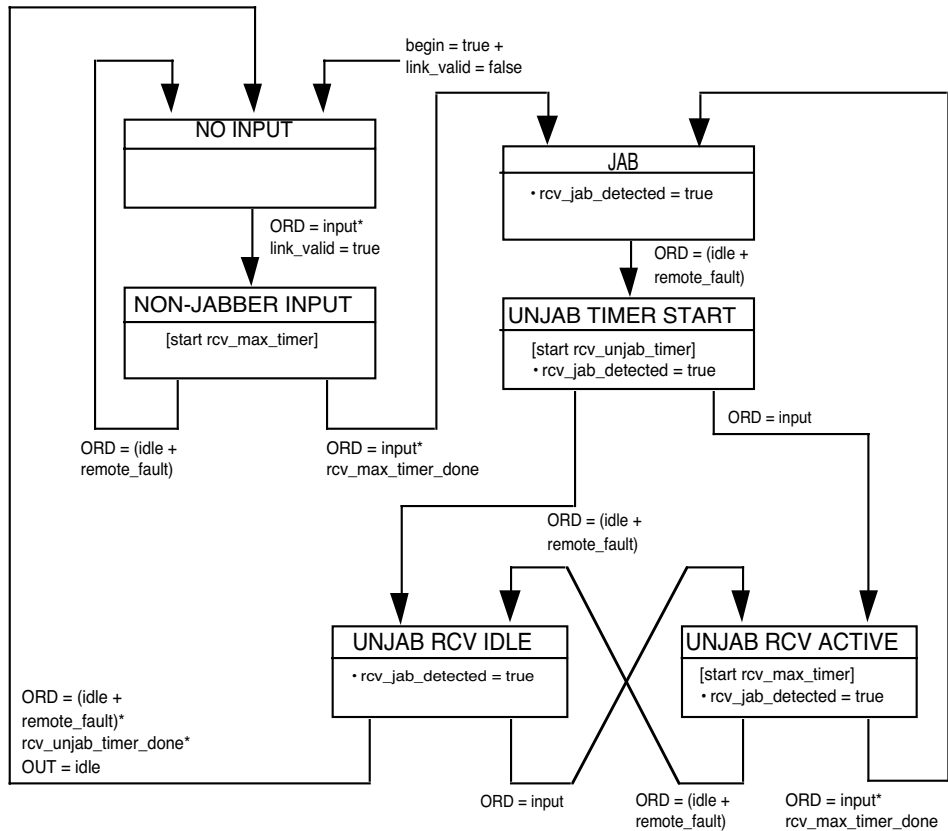 begin = true +
link_valid = false
NO INPUT
ORD = input*
link_valid = true
NON-JABBER INPUT
[start rcv_max_timer]
ORD = (idle +
remote_fault)
ORD = input*
rcv_max_timer_done
JAB
• rcv_jab_detected = true
ORD = (idle +
remote_fault)
UNJAB TIMER START
[start rcv_unjab_timer]
• rcv_jab_detected = true
ORD = input
ORD = (idle +
remote_fault)
UNJAB RCV IDLE
• rcv_jab_detected = true
UNJAB RCV ACTIVE
[start rcv_max_timer]
• rcv_jab_detected = true
ORD = (idle +
remote_fault)*
rcv_unjab_timer_done*
OUT = idle
ORD = input
ORD = (idle +
remote_fault)
ORD = input*
rcv_max_timer_done